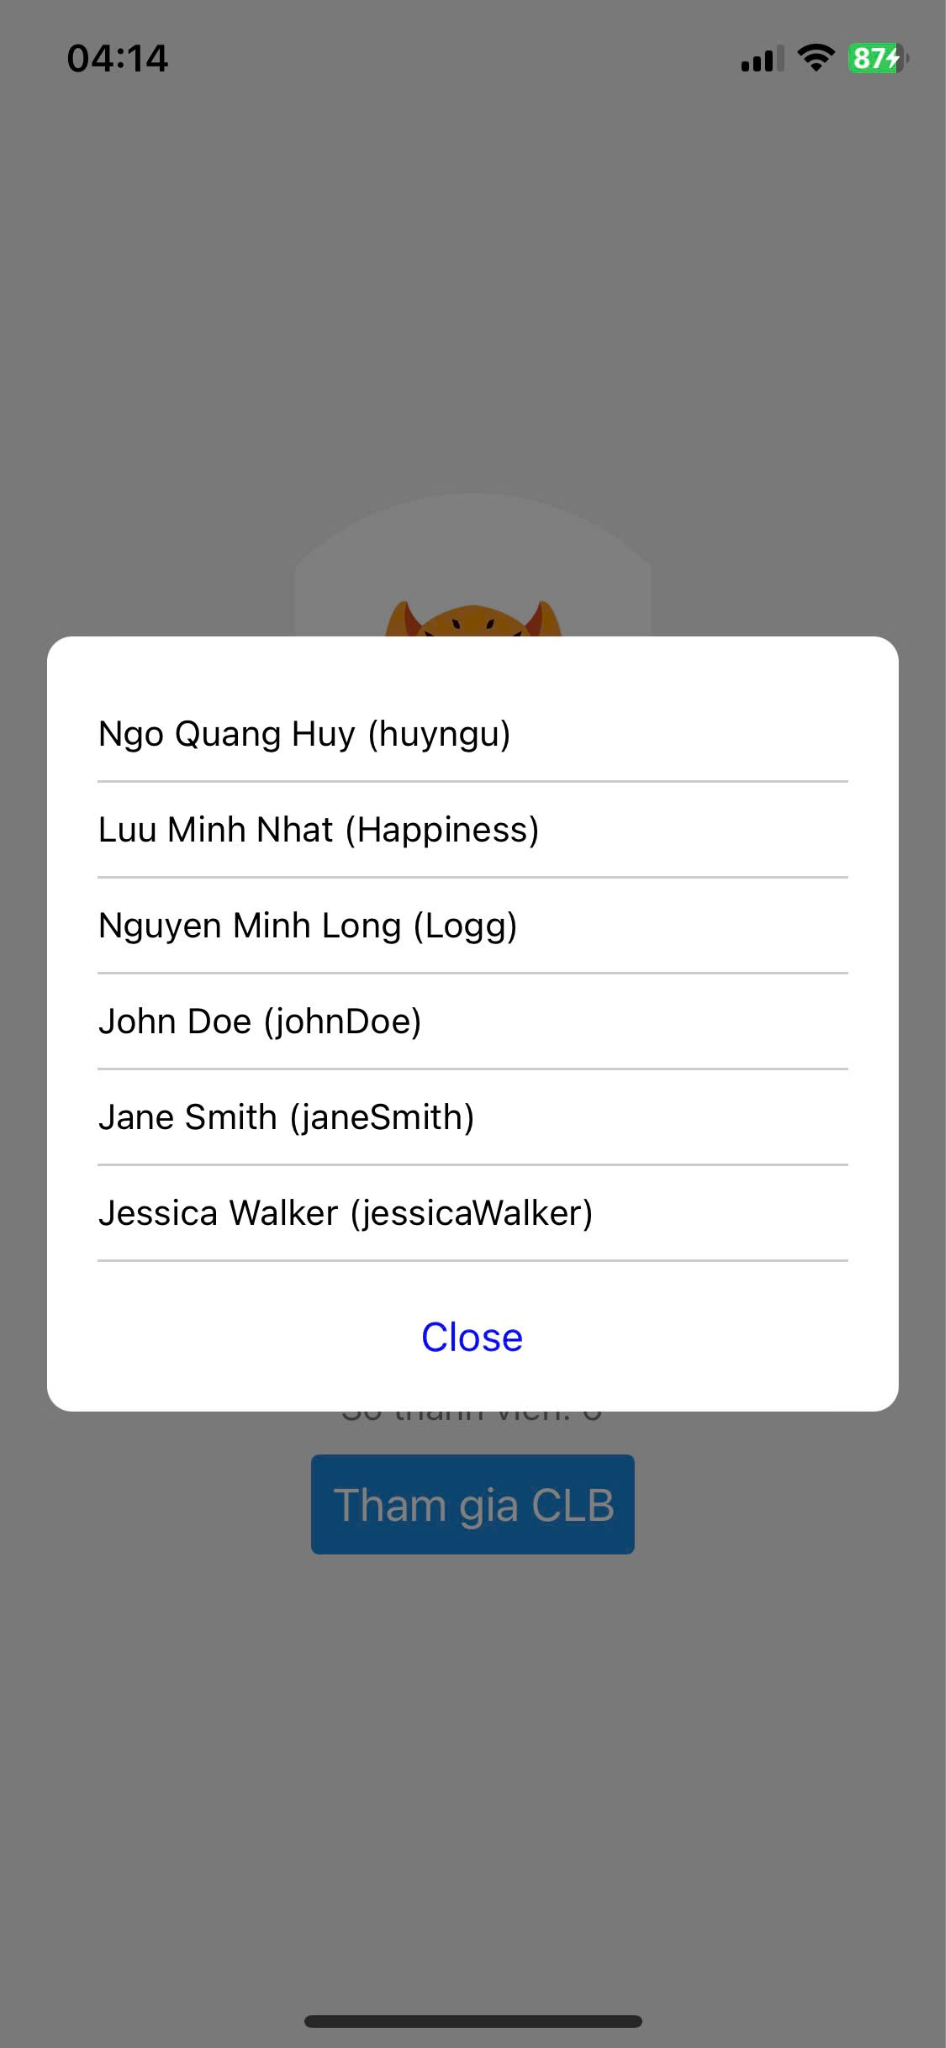 04:14
87
Ngo Quang Huy (huyngu)
Luu Minh Nhat (Happiness)
Nguyen Minh Long (Logg)
John Doe (johnDoe)
Jane Smith (janeSmith)
Jessica Walker (jessicaWalker)
Close
Tham gia CLB